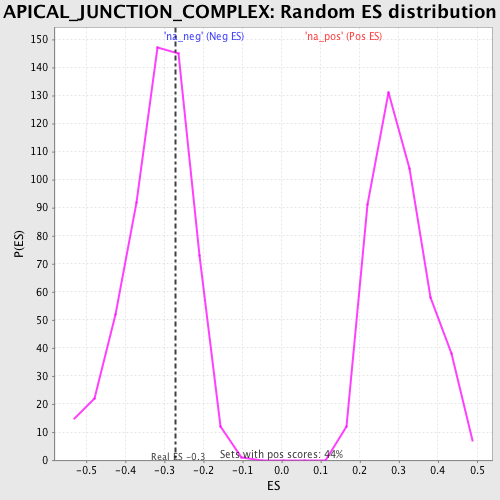 APICAL_JUNCTION_COMPLEX: Random ES distribution
'na_neg' (Neg ES)
'na_pos' (Pos ES)
150
140
130
120
110
100
90
80
70
60
50
40
30
20
10
0
P(ES)
Real ES -0.3
Sets with pos scores: 44%
-0.5 -0.4 -0.3 -0.2 -0.1 0.0 0.1 0.2 0.3 0.4 0.5
ES